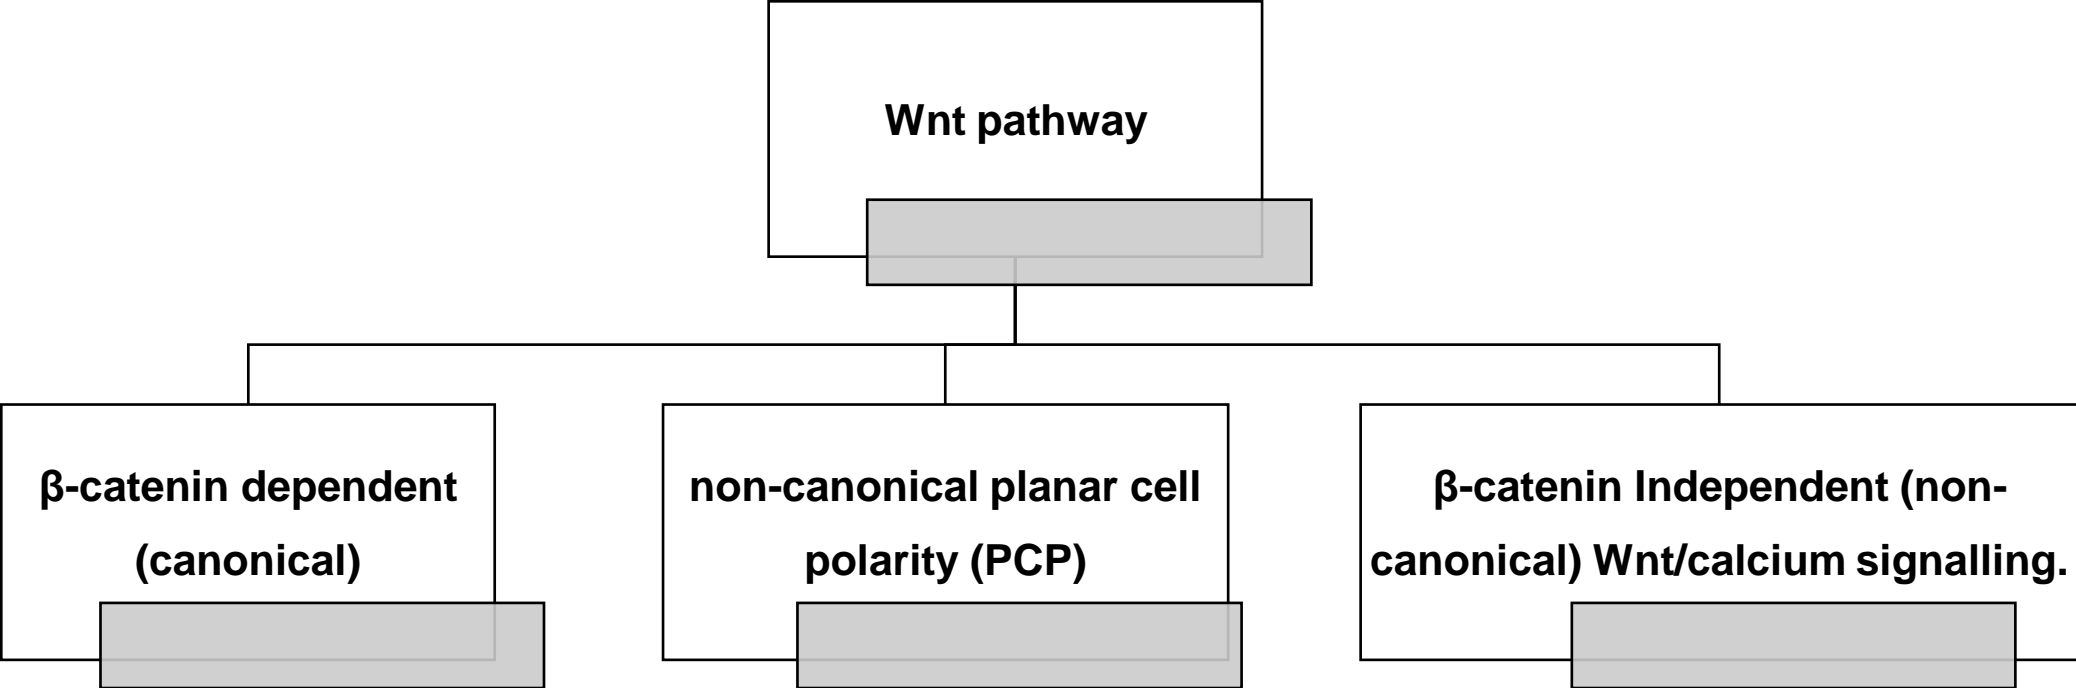 Wnt pathway
β-catenin dependent
(canonical)
non-canonical planar cell
polarity (PCP)
β-catenin Independent (non-
canonical) Wnt/calcium signalling.